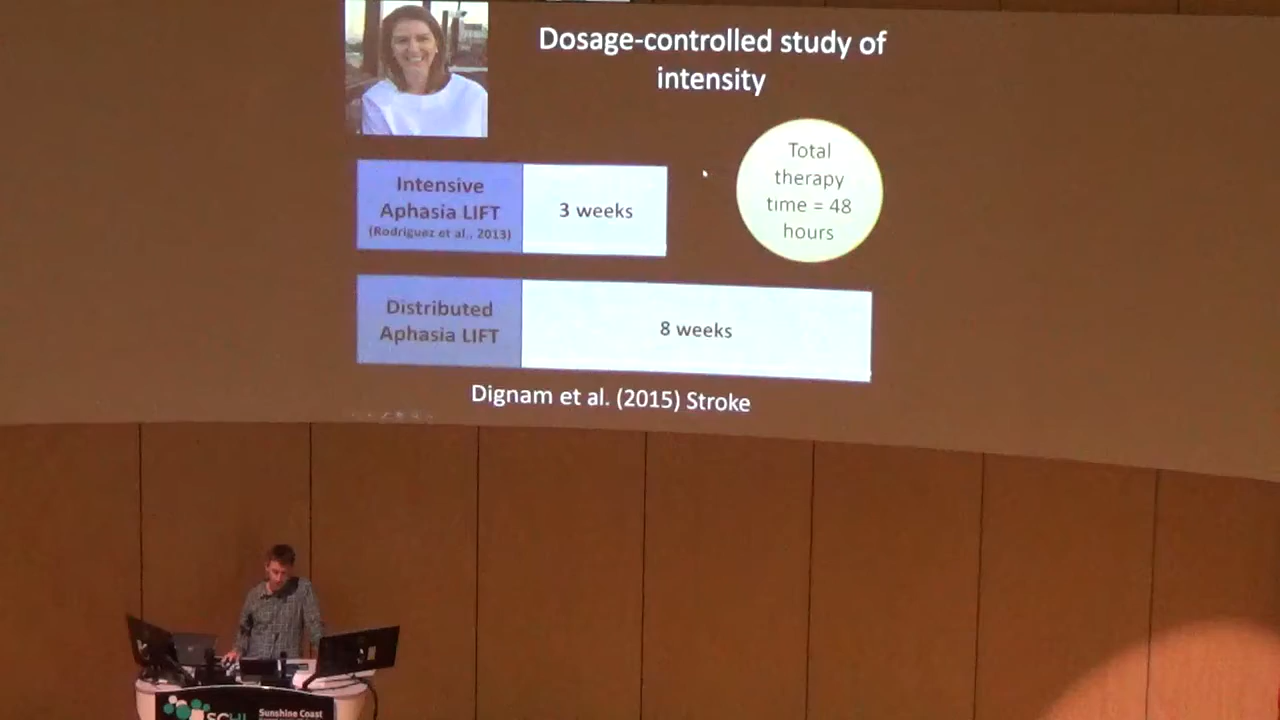 Dosage-controlled study of
intensity
Total
therapy
time = 48
hours
Intensive
Aphasia LIFT
(Rodriguez et al., 2013)
3 weeks
Distributed
Aphasia LIFT
8 weeks
Dignam et al. (2015) Stroke
SCHI
Sunshine Coast